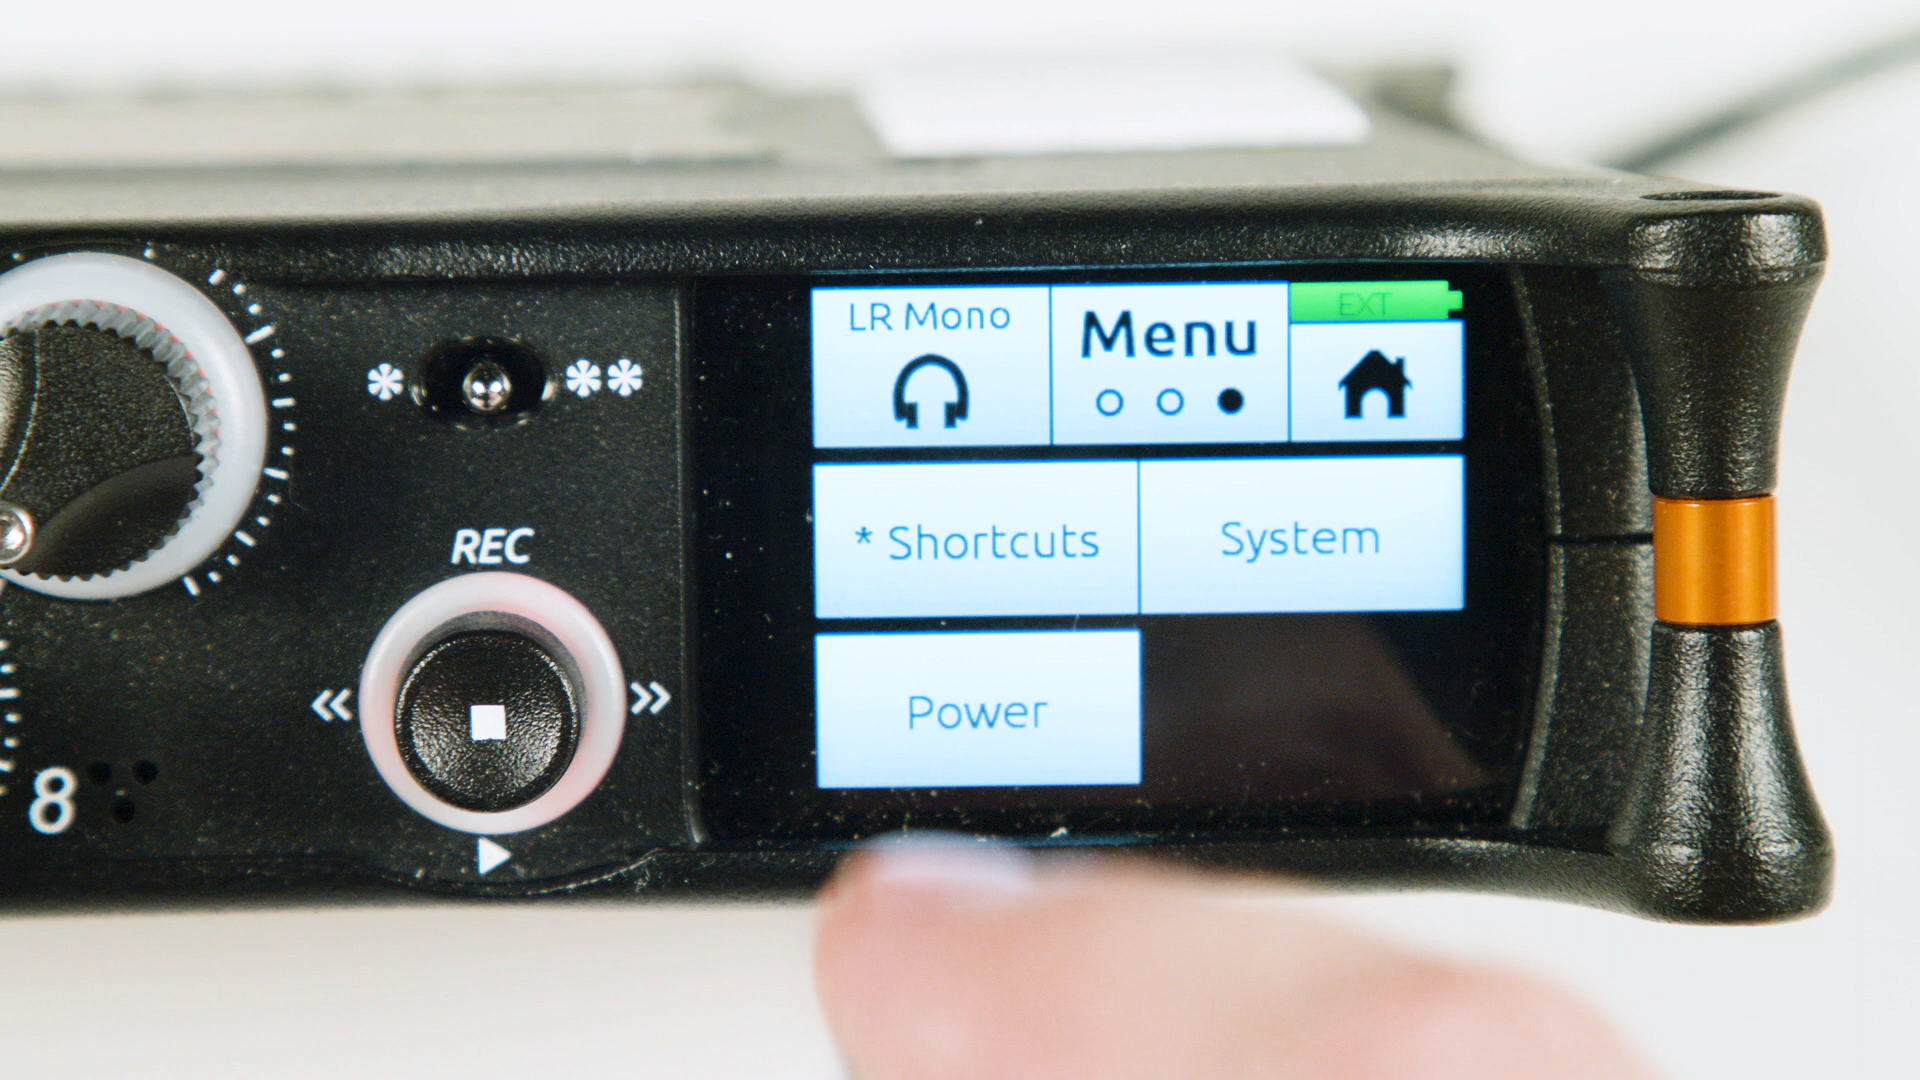 LR Mono
Menu
EXT
* **
* Shortcuts
System
REC
Power
8